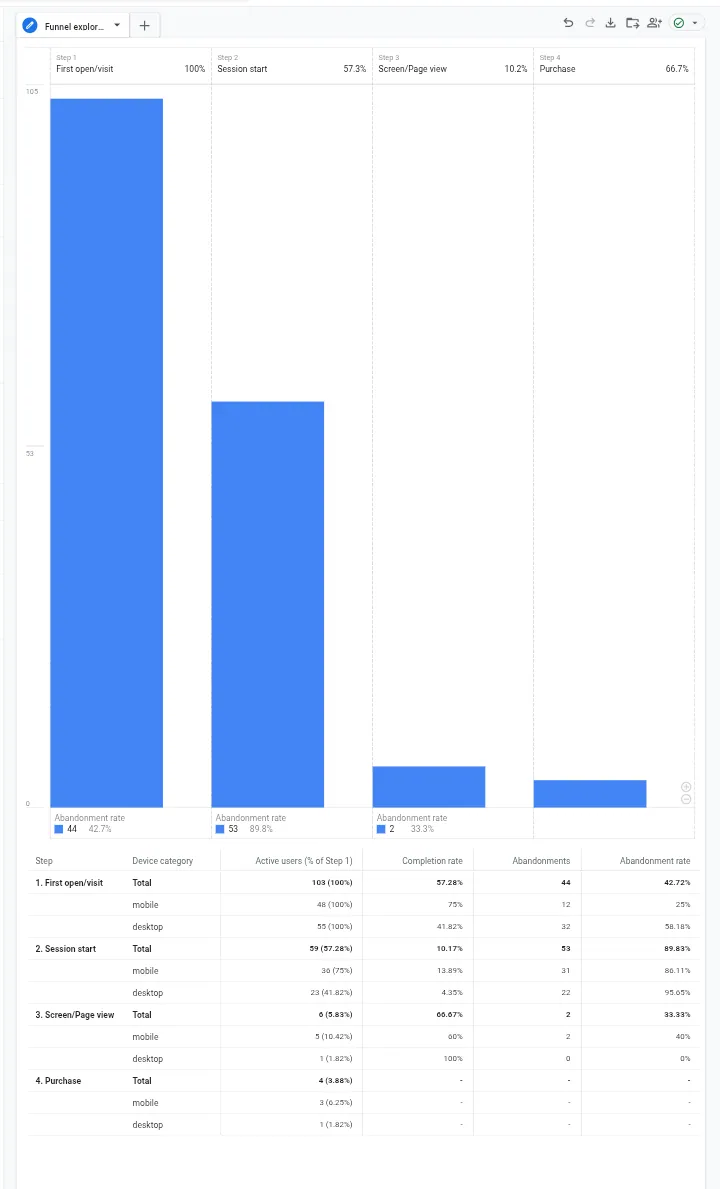 Funnel explor...
Step 1
First open/visit 100%
Step 2
Session start 57.3%
Step 3
Screen/Page view 10.2%
Step 4
Purchase 66.7%
105
53
0
Abandonment rate
44 42.7%
Abandonment rate
53 89.8%
Abandonment rate
2 33.3%
Step Device category Active users (% of Step 1) Completion rate Abandonments Abandonment rate
1. First open/visit Total 103 (100%) 57.28% 44 42.72%
mobile 48 (100%) 75% 12 25%
desktop 55 (100%) 41.82% 32 58.18%
2. Session start Total 59 (57.28%) 10.17% 53 89.83%
mobile 36 (75%) 13.89% 31 86.11%
desktop 23 (41.82%) 4.35% 22 95.65%
3. Screen/Page view Total 6 (5.83%) 66.67% 2 33.33%
mobile 5 (10.42%) 60% 2 40%
desktop 1 (1.82%) 100% 0 0%
4. Purchase Total 4 (3.88%) - - -
mobile 3 (6.25%) - - -
desktop 1 (1.82%) - - -